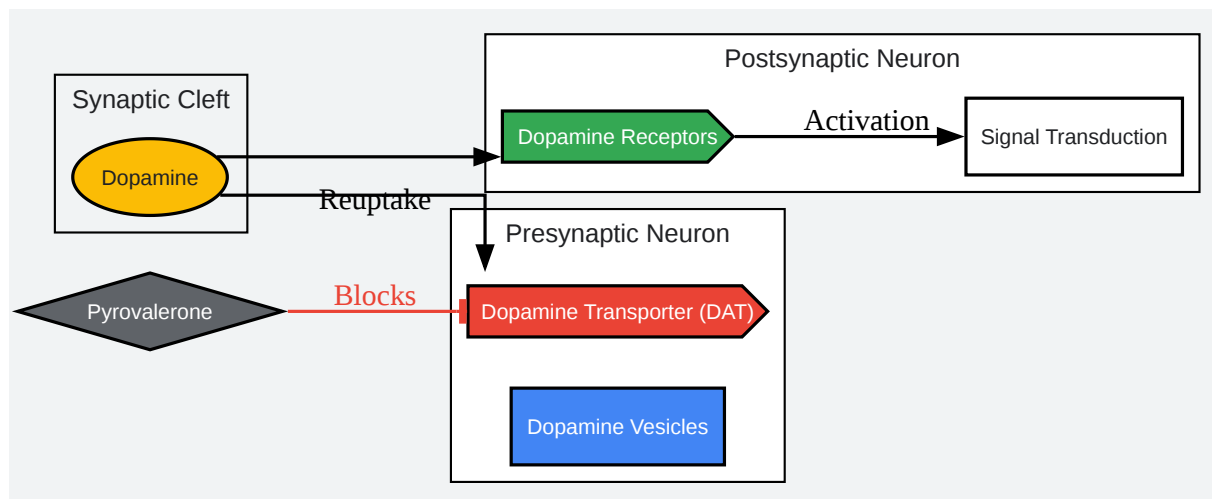 Postsynaptic Neuron
Synaptic Cleft
Dopamine Receptors
Activation
Signal Transduction
Dopamine
Reuptake
Presynaptic Neuron
Pyrovalerone
Blocks
Dopamine Transporter (DAT)
Dopamine Vesicles